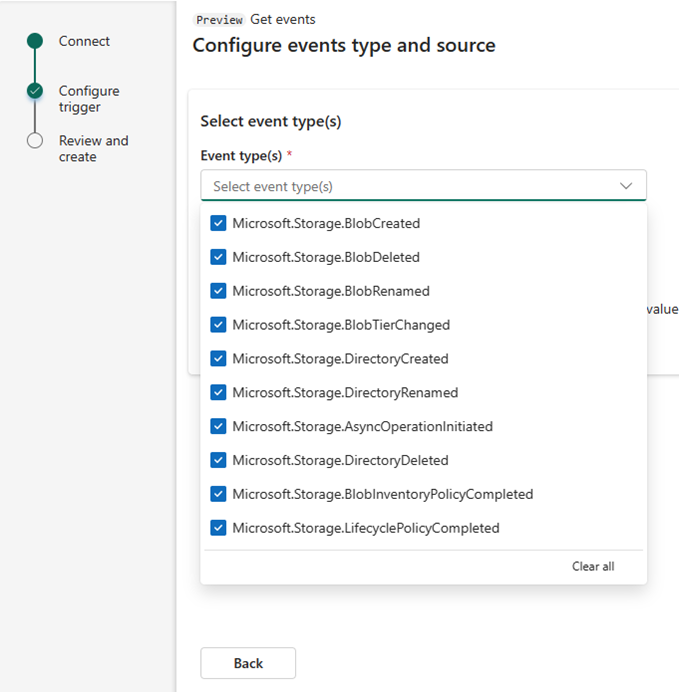 Connect
Configure
trigger
Review and
create
Preview Get events
Configure events type and source
Select event type(s)
Event type(s) *
Select event type(s)
Microsoft.Storage.BlobCreated
Microsoft.Storage.BlobDeleted
Microsoft.Storage.BlobRenamed
value
Microsoft.Storage.BlobTierChanged
Microsoft.Storage.DirectoryCreated
Microsoft.Storage.DirectoryRenamed
Microsoft.Storage.AsyncOperationInitiated
Microsoft.Storage.DirectoryDeleted
Microsoft.Storage.BlobInventoryPolicyCompleted
Microsoft.Storage.LifecyclePolicyCompleted
Clear all
Back